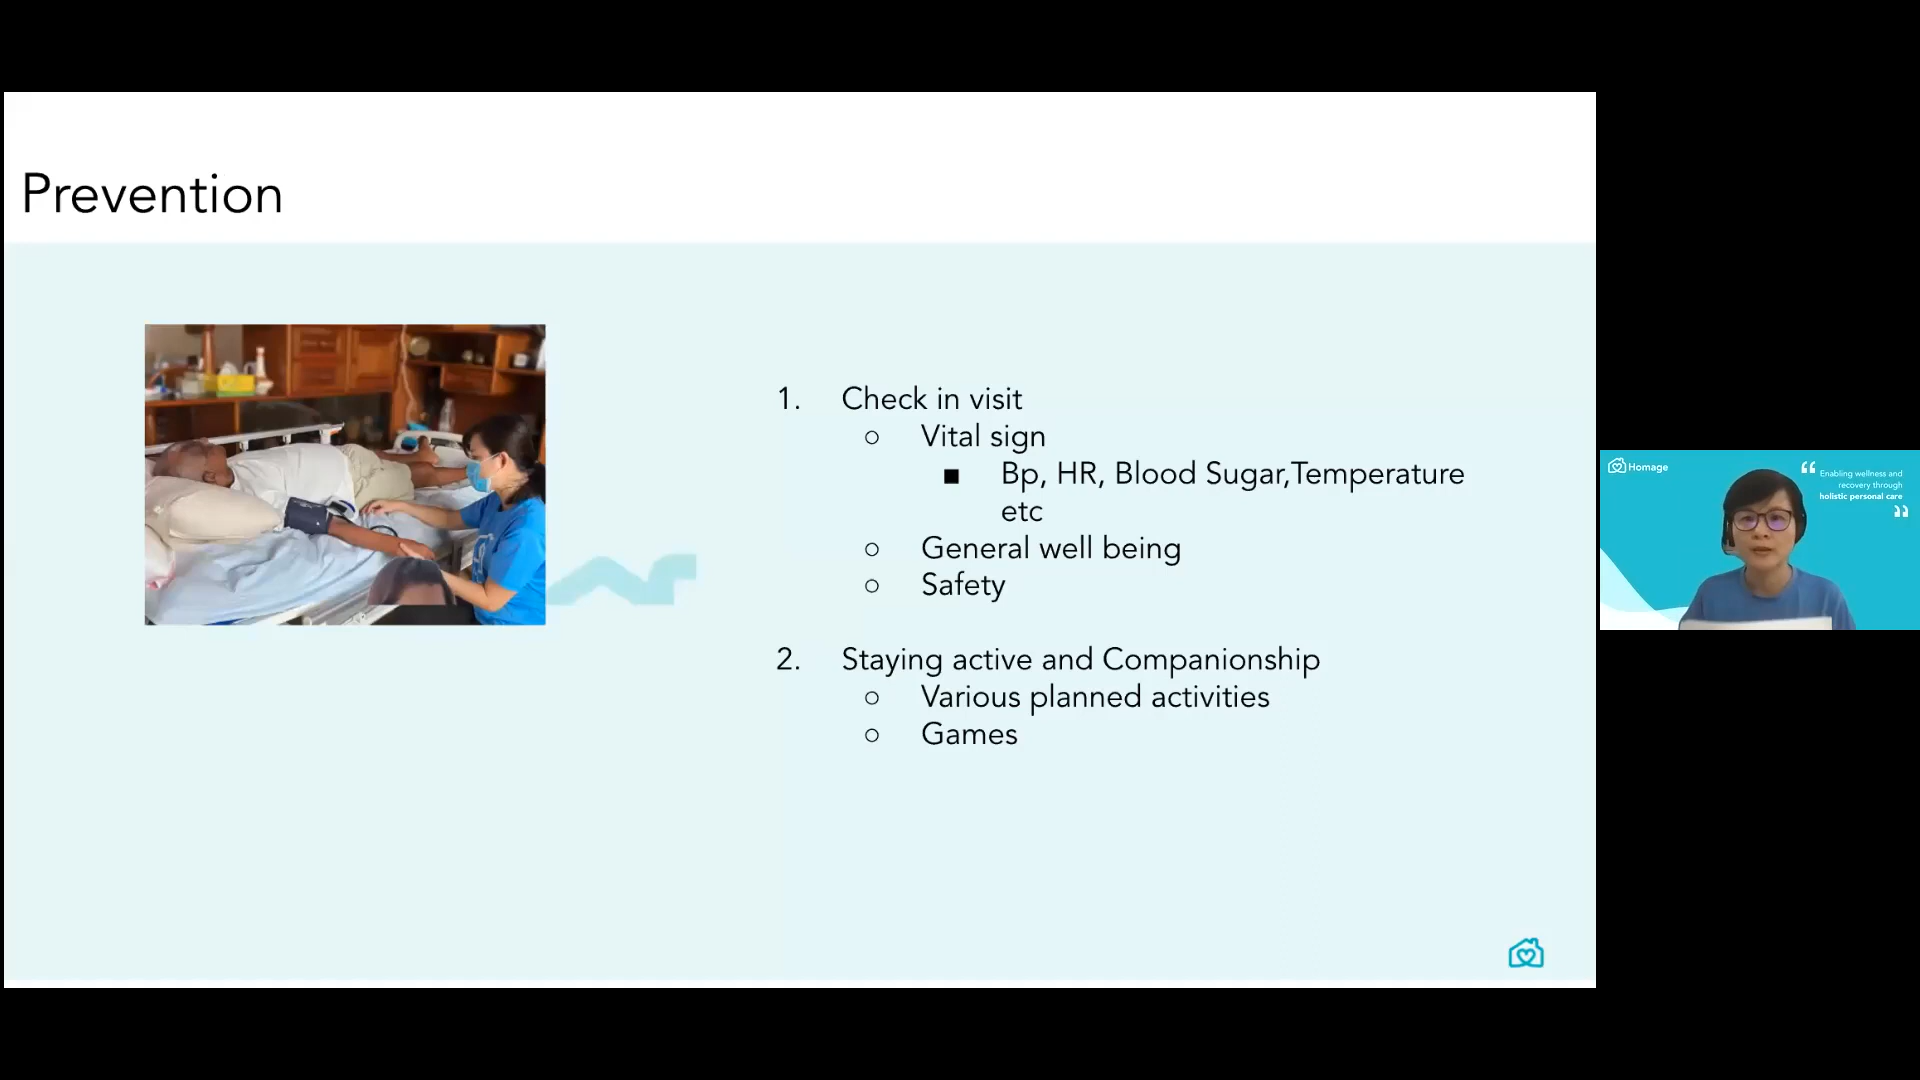 Prevention
1. Check in visit
○ Vital sign
■ Bp, HR, Blood Sugar,Temperature
etc
○ General well being
○ Safety
2. Staying active and Companionship
○ Various planned activities
○ Games
Homage
“ Enabling wellness and
recovery through
holistic personal care
”